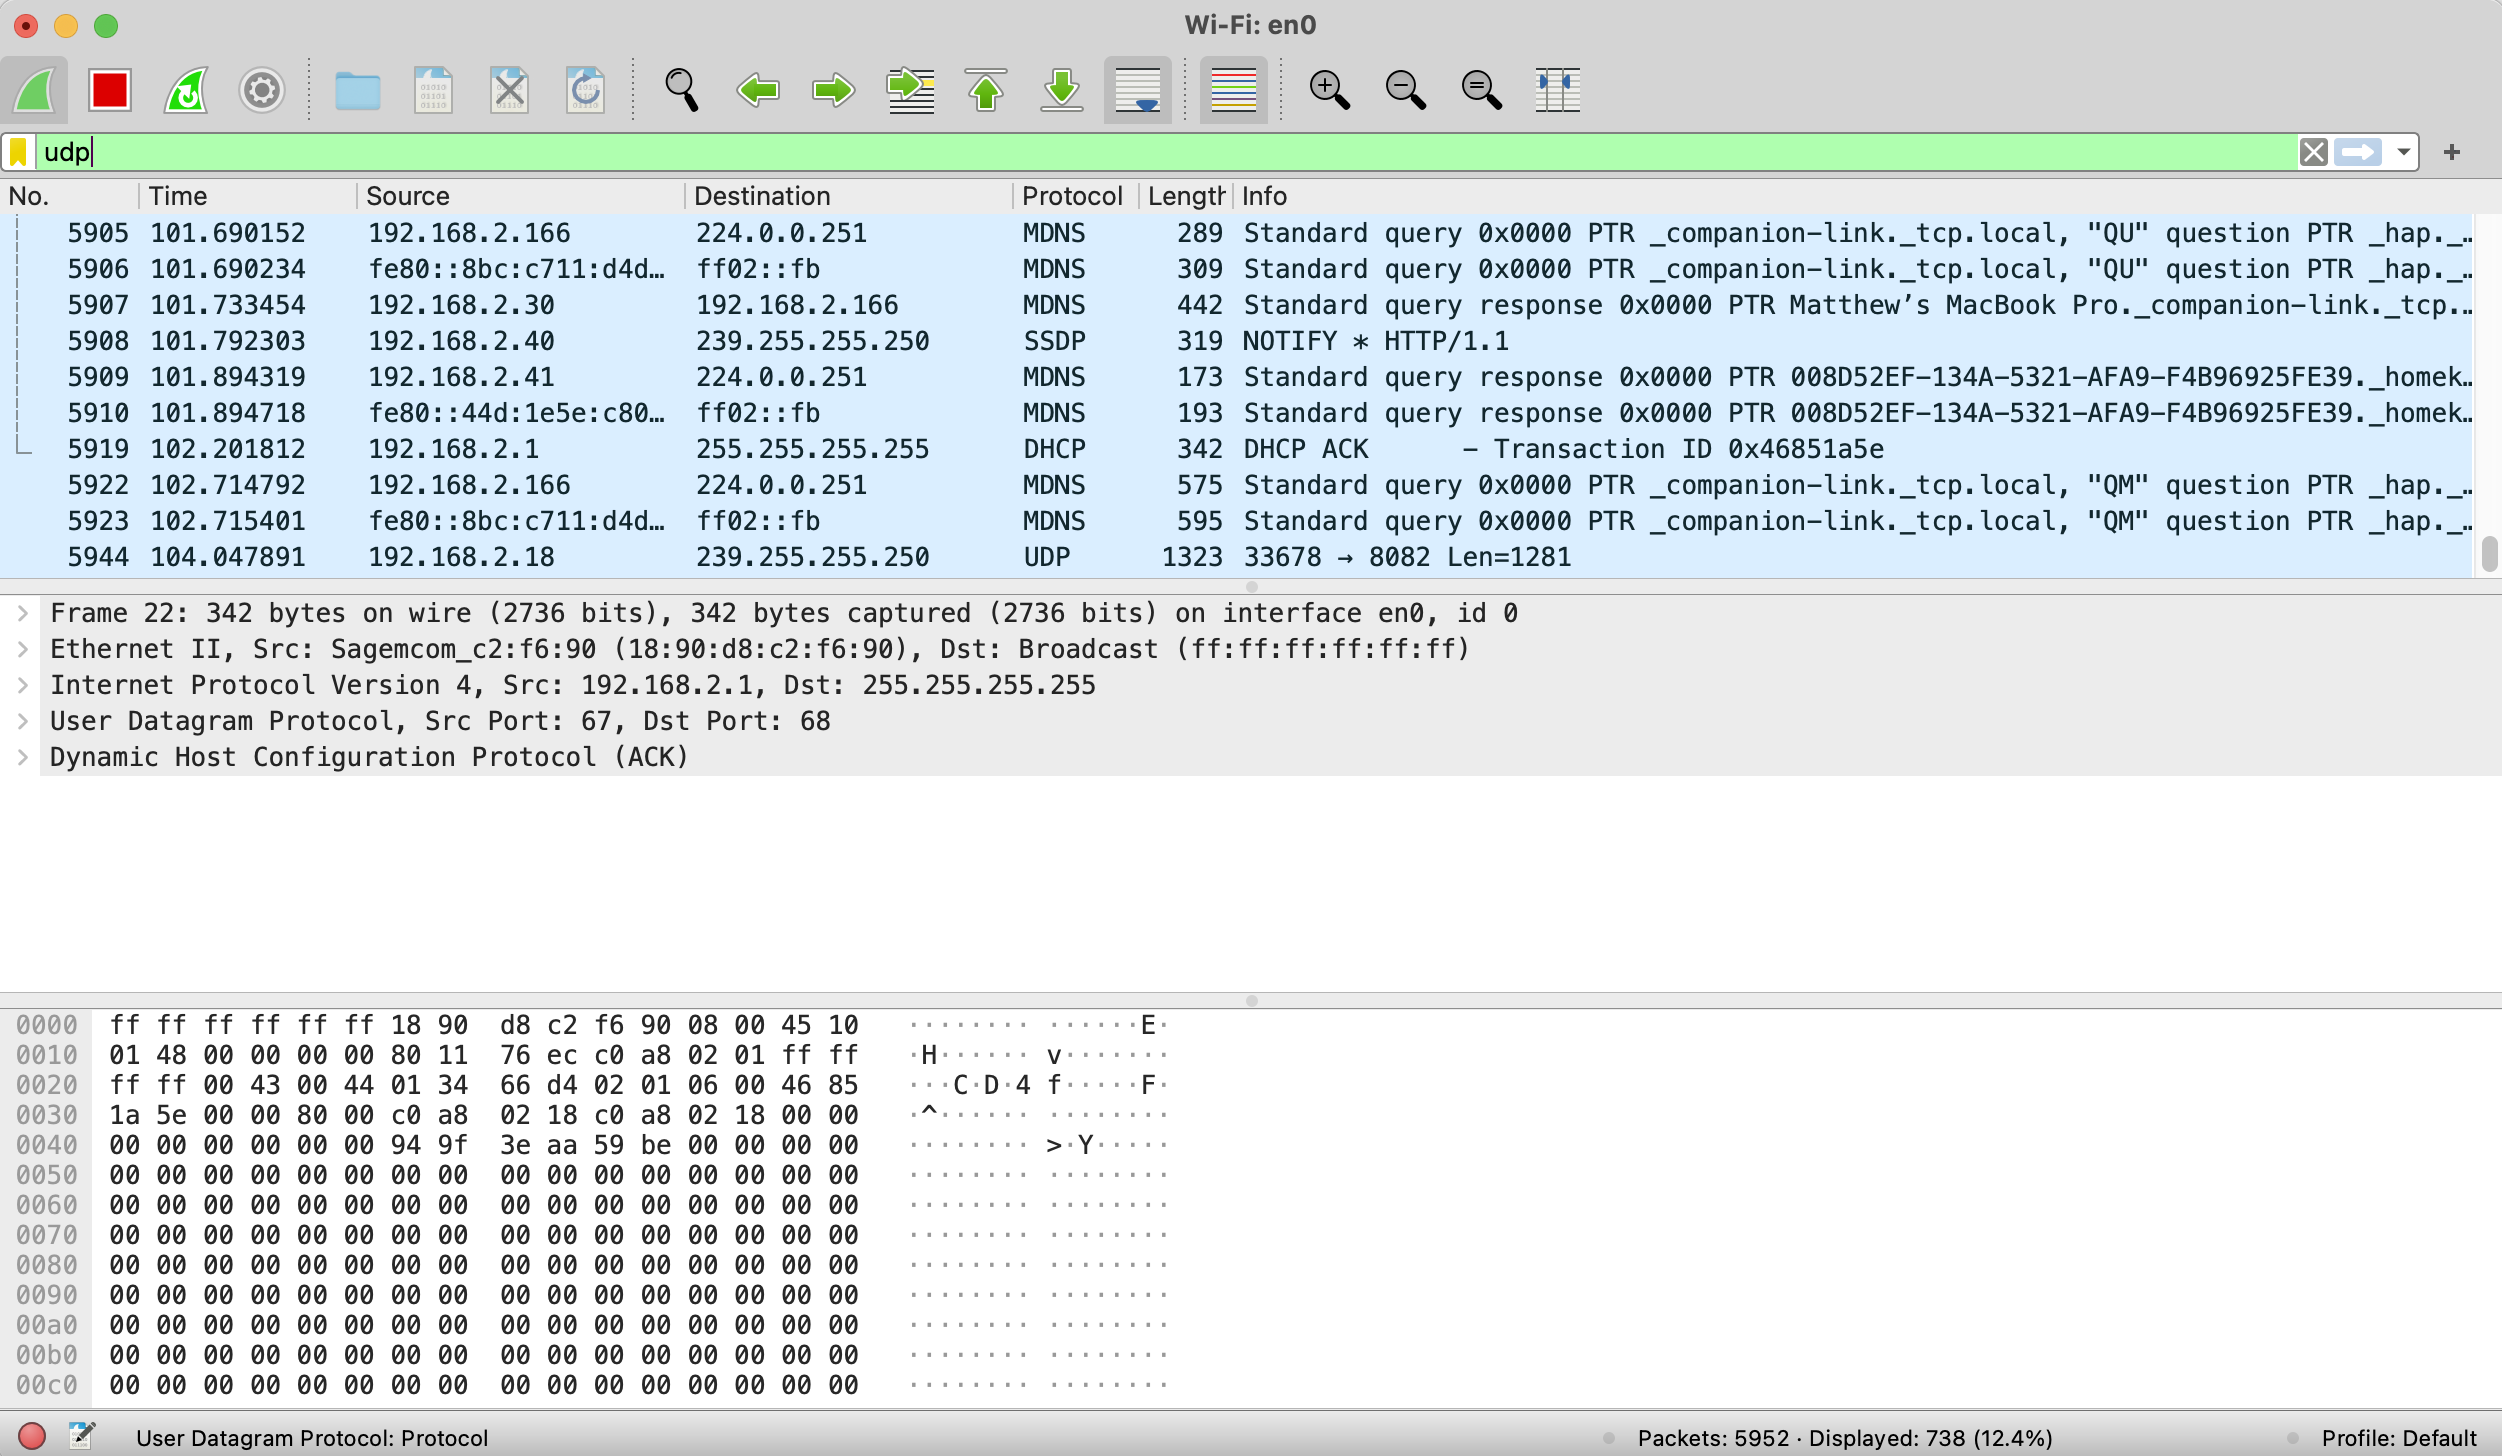 Wi-Fi: en0
udp
No. Time Source Destination Protocol Length Info
5905 101.690152 192.168.2.166 224.0.0.251 MDNS 289 Standard query 0x0000 PTR _companion-link._tcp.local, "QU" question PTR _hap._…
5906 101.690234 fe80::8bc:c711:d4d… ff02::fb MDNS 309 Standard query 0x0000 PTR _companion-link._tcp.local, "QU" question PTR _hap._…
5907 101.733454 192.168.2.30 192.168.2.166 MDNS 442 Standard query response 0x0000 PTR Matthew’s MacBook Pro._companion-link._tcp.…
5908 101.792303 192.168.2.40 239.255.255.250 SSDP 319 NOTIFY * HTTP/1.1
5909 101.894319 192.168.2.41 224.0.0.251 MDNS 173 Standard query response 0x0000 PTR 008D52EF-134A-5321-AFA9-F4B96925FE39._homek…
5910 101.894718 fe80::44d:1e5e:c80… ff02::fb MDNS 193 Standard query response 0x0000 PTR 008D52EF-134A-5321-AFA9-F4B96925FE39._homek…
5919 102.201812 192.168.2.1 255.255.255.255 DHCP 342 DHCP ACK - Transaction ID 0x46851a5e
5922 102.714792 192.168.2.166 224.0.0.251 MDNS 575 Standard query 0x0000 PTR _companion-link._tcp.local, "QM" question PTR _hap._…
5923 102.715401 fe80::8bc:c711:d4d… ff02::fb MDNS 595 Standard query 0x0000 PTR _companion-link._tcp.local, "QM" question PTR _hap._…
5944 104.047891 192.168.2.18 239.255.255.250 UDP 1323 33678 → 8082 Len=1281
Frame 22: 342 bytes on wire (2736 bits), 342 bytes captured (2736 bits) on interface en0, id 0
Ethernet II, Src: Sagemcom_c2:f6:90 (18:90:d8:c2:f6:90), Dst: Broadcast (ff:ff:ff:ff:ff:ff)
Internet Protocol Version 4, Src: 192.168.2.1, Dst: 255.255.255.255
User Datagram Protocol, Src Port: 67, Dst Port: 68
Dynamic Host Configuration Protocol (ACK)
0000 ff ff ff ff ff ff 18 90 d8 c2 f6 90 08 00 45 10 ········ ······E·
0010 01 48 00 00 00 00 80 11 76 ec c0 a8 02 01 ff ff ·H······ v·······
0020 ff ff 00 43 00 44 01 34 66 d4 02 01 06 00 46 85 ···C·D·4 f·····F·
0030 1a 5e 00 00 80 00 c0 a8 02 18 c0 a8 02 18 00 00 ·^······ ········
0040 00 00 00 00 00 00 94 9f 3e aa 59 be 00 00 00 00 ········ >·Y·····
0050 00 00 00 00 00 00 00 00 00 00 00 00 00 00 00 00 ········ ········
0060 00 00 00 00 00 00 00 00 00 00 00 00 00 00 00 00 ········ ········
0070 00 00 00 00 00 00 00 00 00 00 00 00 00 00 00 00 ········ ········
0080 00 00 00 00 00 00 00 00 00 00 00 00 00 00 00 00 ········ ········
0090 00 00 00 00 00 00 00 00 00 00 00 00 00 00 00 00 ········ ········
00a0 00 00 00 00 00 00 00 00 00 00 00 00 00 00 00 00 ········ ········
00b0 00 00 00 00 00 00 00 00 00 00 00 00 00 00 00 00 ········ ········
00c0 00 00 00 00 00 00 00 00 00 00 00 00 00 00 00 00 ········ ········
User Datagram Protocol: Protocol Packets: 5952 · Displayed: 738 (12.4%) Profile: Default